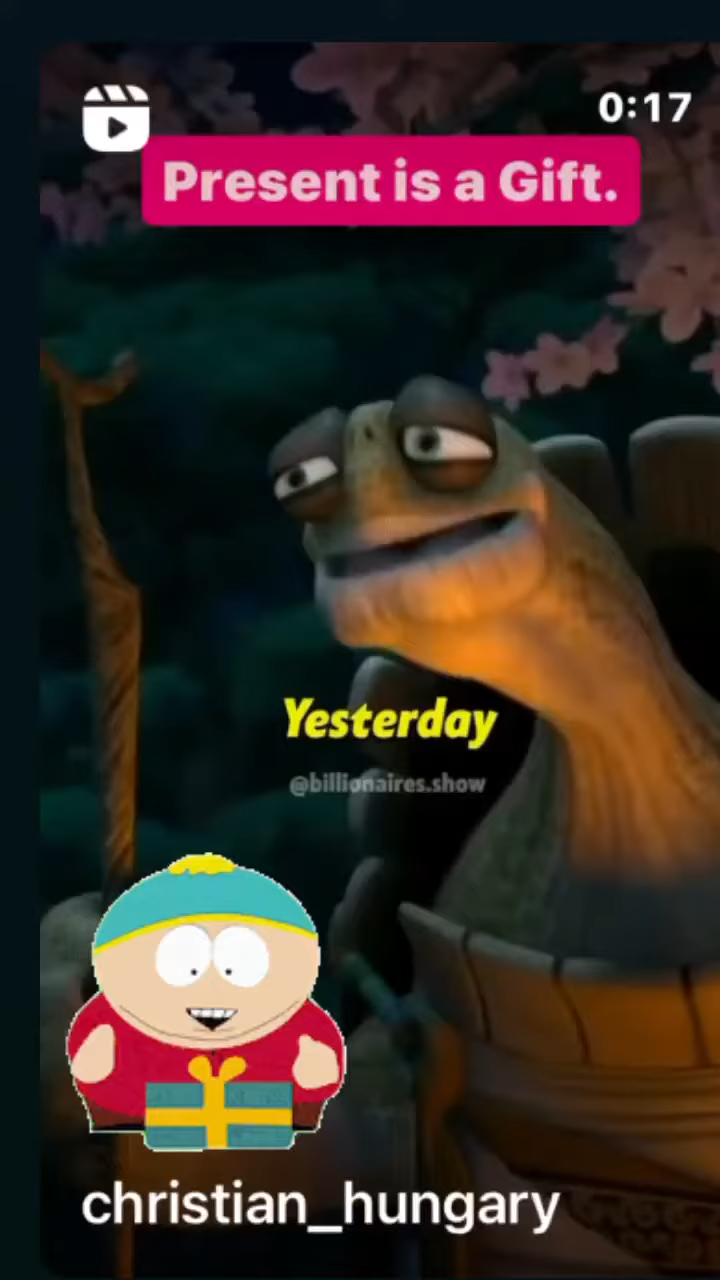 0:17
Present is a Gift.
Yesterday
@billionaires.show
christian_hungary